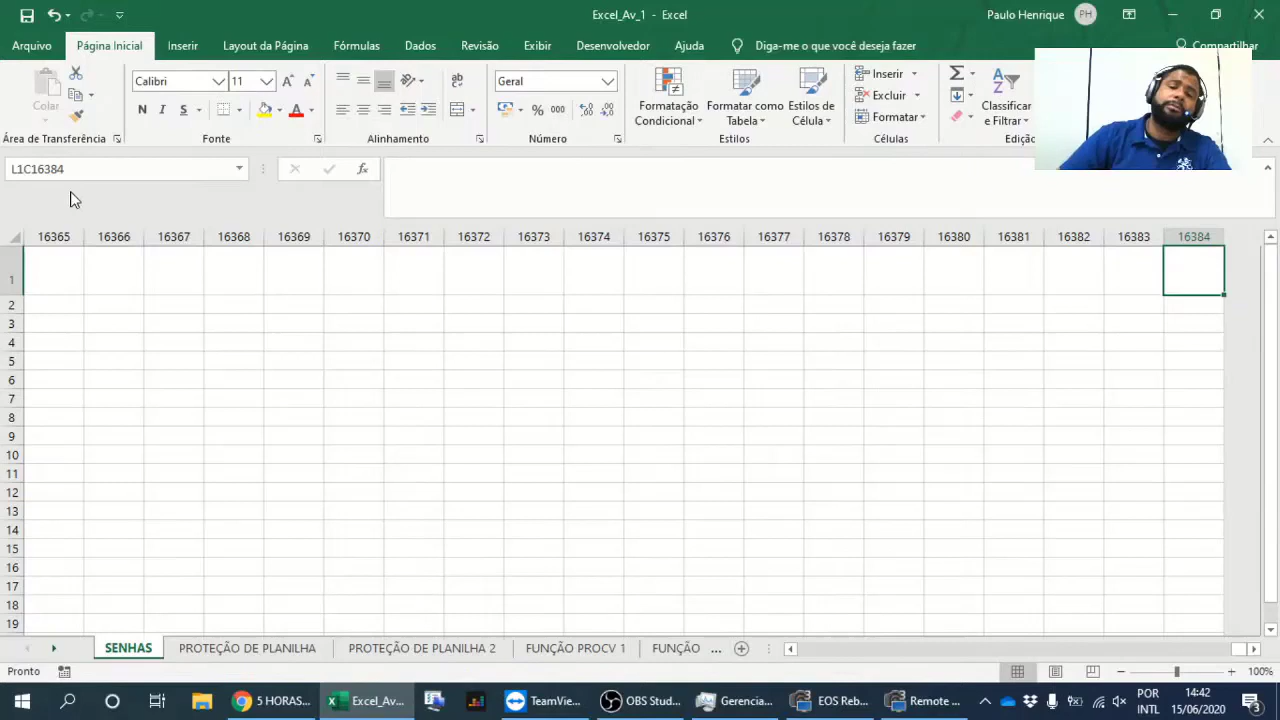 Excel_Av_1 - Excel
Paulo Henrique PH
Arquivo Página Inicial Inserir Layout da Página Fórmulas Dados Revisão Exibir Desenvolvedor Ajuda Diga-me o que você deseja fazer Compartilhar
Colar
Área de Transferência
Calibri 11
N I S A
Fonte
Alinhamento
Geral
% 000
Número
Formatação Condicional
Formatar como Tabela
Estilos de Célula
Estilos
Inserir
Excluir
Formatar
Células
Classificar e Filtrar
Ediçã
L1C16384
fx
16365 16366 16367 16368 16369 16370 16371 16372 16373 16374 16375 16376 16377 16378 16379 16380 16381 16382 16383 16384
1
2
3
4
5
6
7
8
9
10
11
12
13
14
15
16
17
18
19
SENHAS PROTEÇÃO DE PLANILHA PROTEÇÃO DE PLANILHA 2 FUNÇÃO PROCV 1 FUNÇÃO ...
Pronto
100%
5 HORAS... Excel_Av... TeamVie... OBS Stud... Gerencia... EOS Reb... Remote ...
POR
INTL
14:42
15/06/2020
3